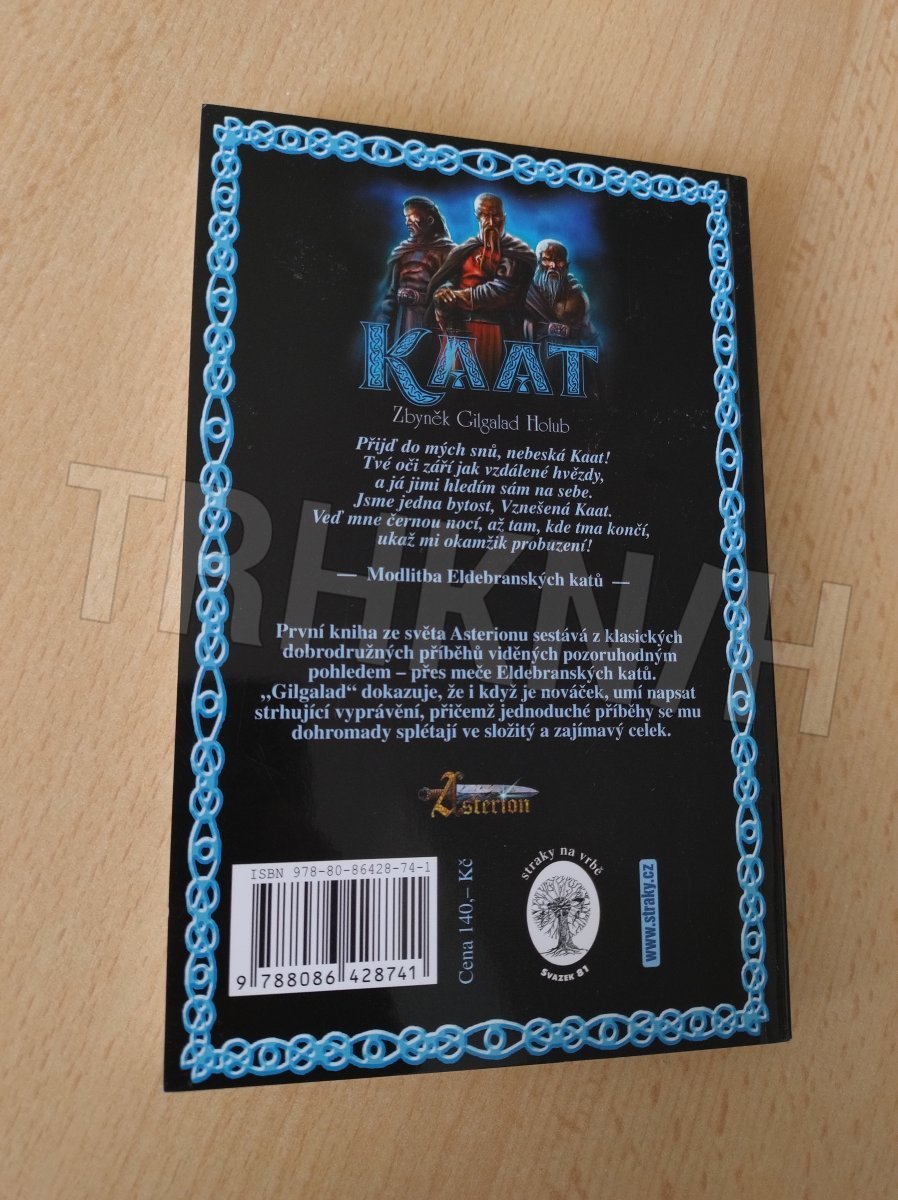 KAAT
Zbyněk Gilgalad Holub
Přijď do mých snů, nebeská Kaat!
Tvé oči září jak vzdálené hvězdy,
a já jimi hledím sám na sebe.
Jsme jedna bytost, Vznešená Kaat.
Veď mne černou nocí, až tam, kde tma končí,
ukaž mi okamžik probuzení!
— Modlitba Eldebranských katů —
TRHKNIH
První kniha ze světa Asterionu sestává z klasických
dobrodružných příběhů viděných pozoruhodným
pohledem – přes meče Eldebranských katů.
„Gilgalad“ dokazuje, že i když je nováček, umí napsat
strhující vyprávění, přičemž jednoduché příběhy se mu
dohromady splétají ve složitý a zajímavý celek.
Asterion
ISBN 978-80-86428-74-1
9 788086 428741
Cena 140,– Kč
straky na vrbě
SVAZEK 81
www.straky.cz